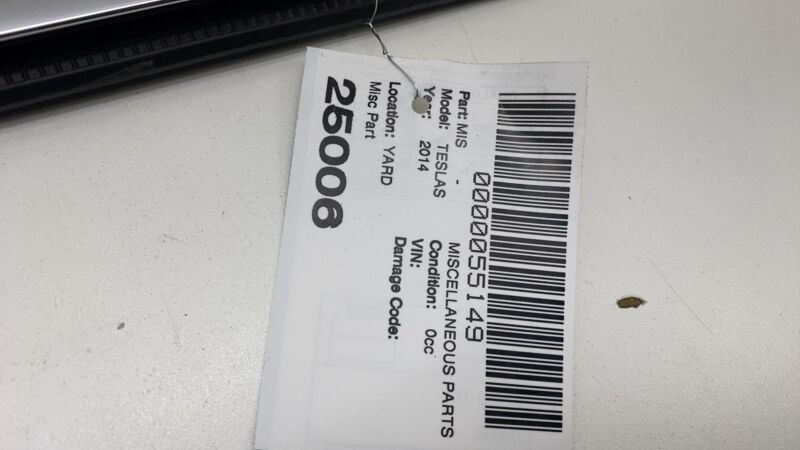 0000055149
Part: MIS - MISCELLANEOUS PARTS
Model: TESLAS Condition: 0cc
Year: 2014 VIN:
Damage Code:
Location: YARD
Misc Part
25006